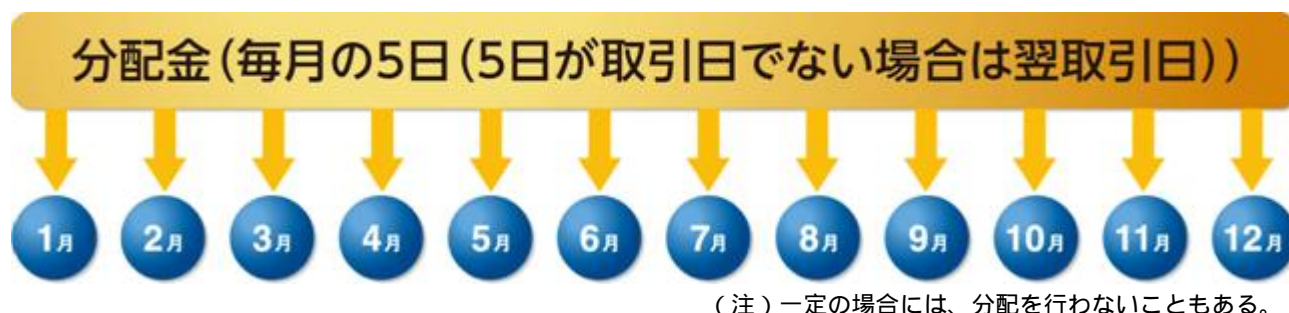 分配金(毎月の5日(5日が取引日でない場合は翌取引日))
1月 2月 3月 4月 5月 6月 7月 8月 9月 10月 11月 12月
(注)一定の場合には、分配を行わないこともある。